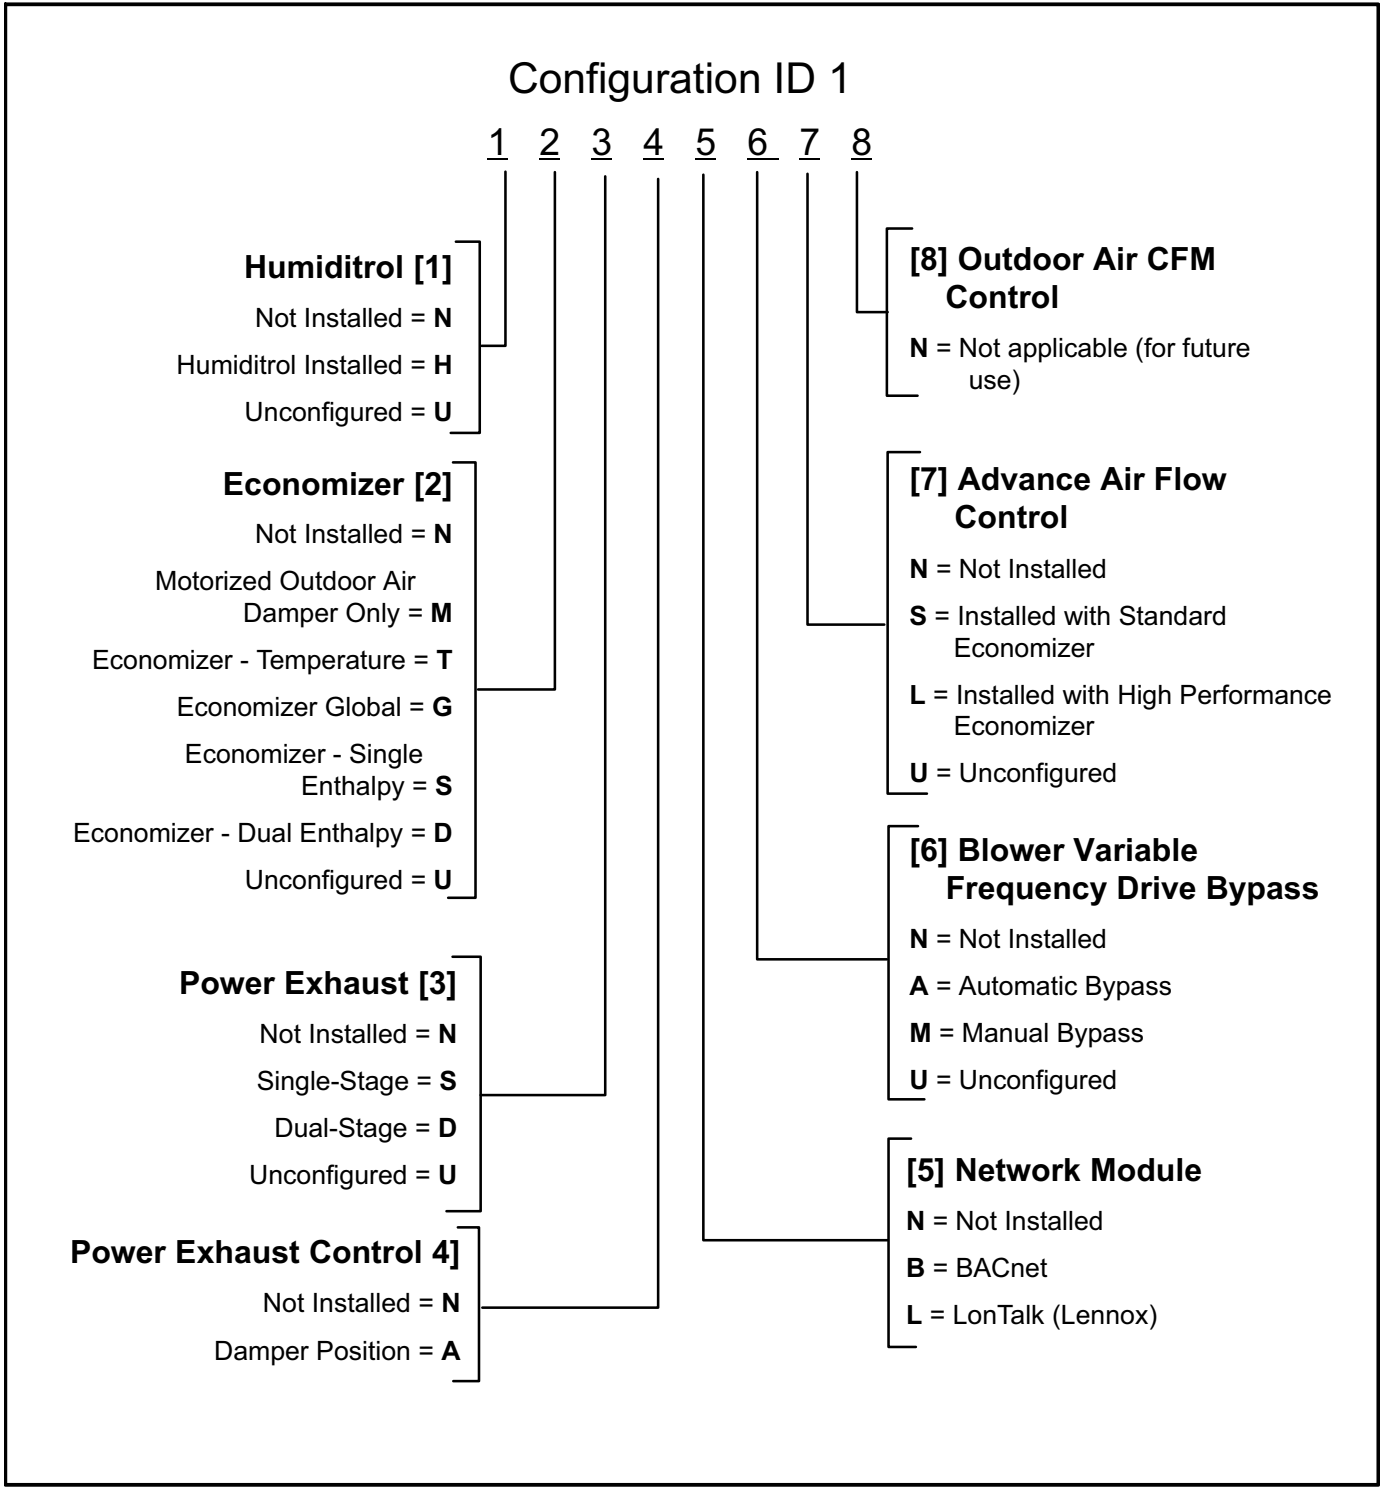 Configuration ID 1
1 2 3 4 5 6 7 8
Humiditrol [1]
Not Installed = N
Humiditrol Installed = H
Unconfigured = U
Economizer [2]
Not Installed = N
Motorized Outdoor Air
Damper Only = M
Economizer - Temperature = T
Economizer Global = G
Economizer - Single
Enthalpy = S
Economizer - Dual Enthalpy = D
Unconfigured = U
Power Exhaust [3]
Not Installed = N
Single-Stage = S
Dual-Stage = D
Unconfigured = U
Power Exhaust Control 4]
Not Installed = N
Damper Position = A
[8] Outdoor Air CFM
Control
N = Not applicable (for future
use)
[7] Advance Air Flow
Control
N = Not Installed
S = Installed with Standard
Economizer
L = Installed with High Performance
Economizer
U = Unconfigured
[6] Blower Variable
Frequency Drive Bypass
N = Not Installed
A = Automatic Bypass
M = Manual Bypass
U = Unconfigured
[5] Network Module
N = Not Installed
B = BACnet
L = LonTalk (Lennox)